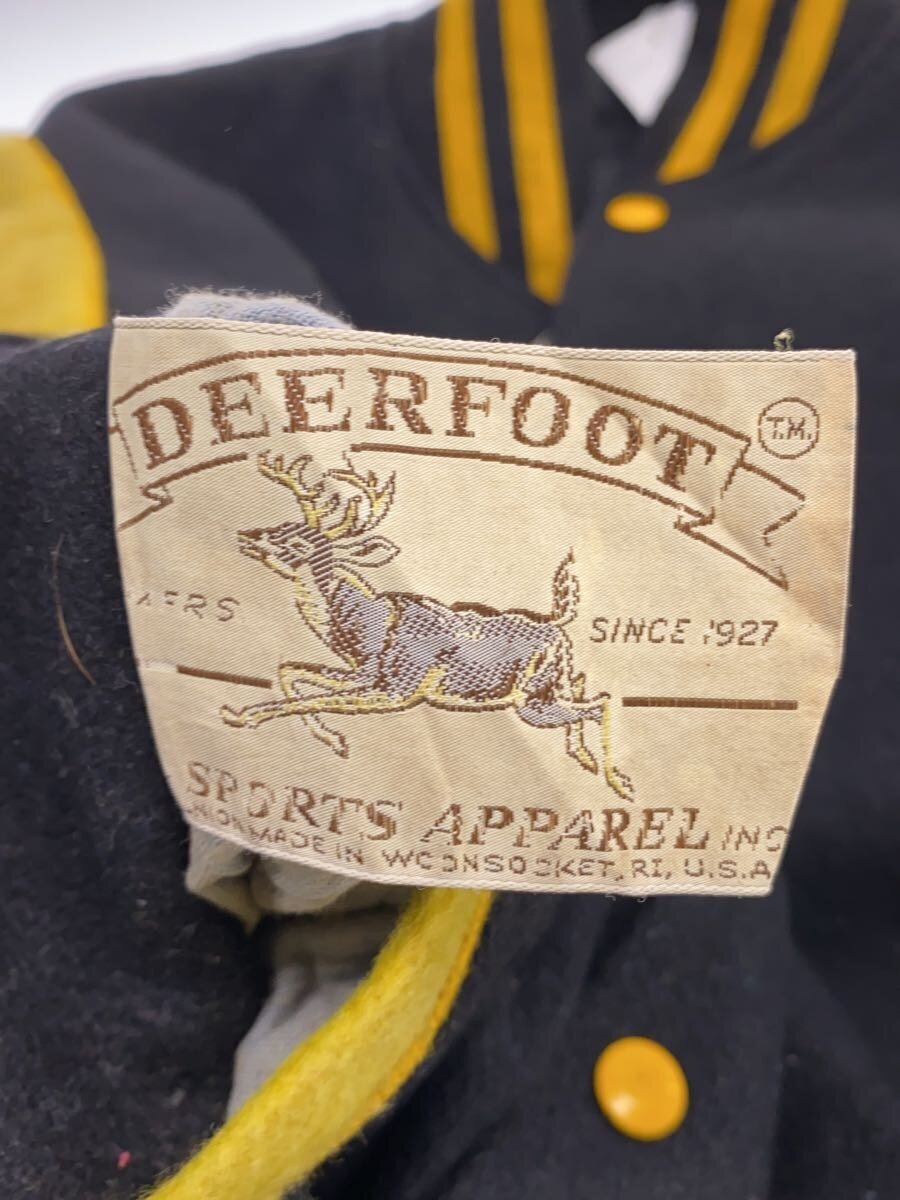 DEERFOOT
T.M.
SINCE 1927
SPORTS APPAREL INC
MADE IN WOONSOCKET, RI, U.S.A